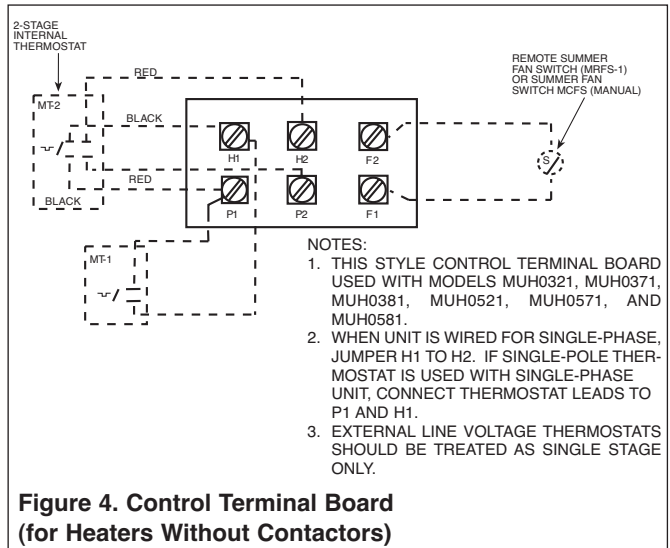 2-STAGE
INTERNAL
THERMOSTAT
RED
REMOTE SUMMER
FAN SWITCH (MRFS-1)
OR SUMMER FAN
SWITCH MCFS (MANUAL)
MT-2
BLACK
H1
H2
F2
S
RED
BLACK
P1
P2
F1
MT-1
NOTES:
1. THIS STYLE CONTROL TERMINAL BOARD
USED WITH MODELS MUH0321, MUH0371,
MUH0381, MUH0521, MUH0571, AND
MUH0581.
2. WHEN UNIT IS WIRED FOR SINGLE-PHASE,
JUMPER H1 TO H2. IF SINGLE-POLE THER-
MOSTAT IS USED WITH SINGLE-PHASE
UNIT, CONNECT THERMOSTAT LEADS TO
P1 AND H1.
3. EXTERNAL LINE VOLTAGE THERMOSTATS
SHOULD BE TREATED AS SINGLE STAGE
ONLY.
Figure 4. Control Terminal Board
(for Heaters Without Contactors)